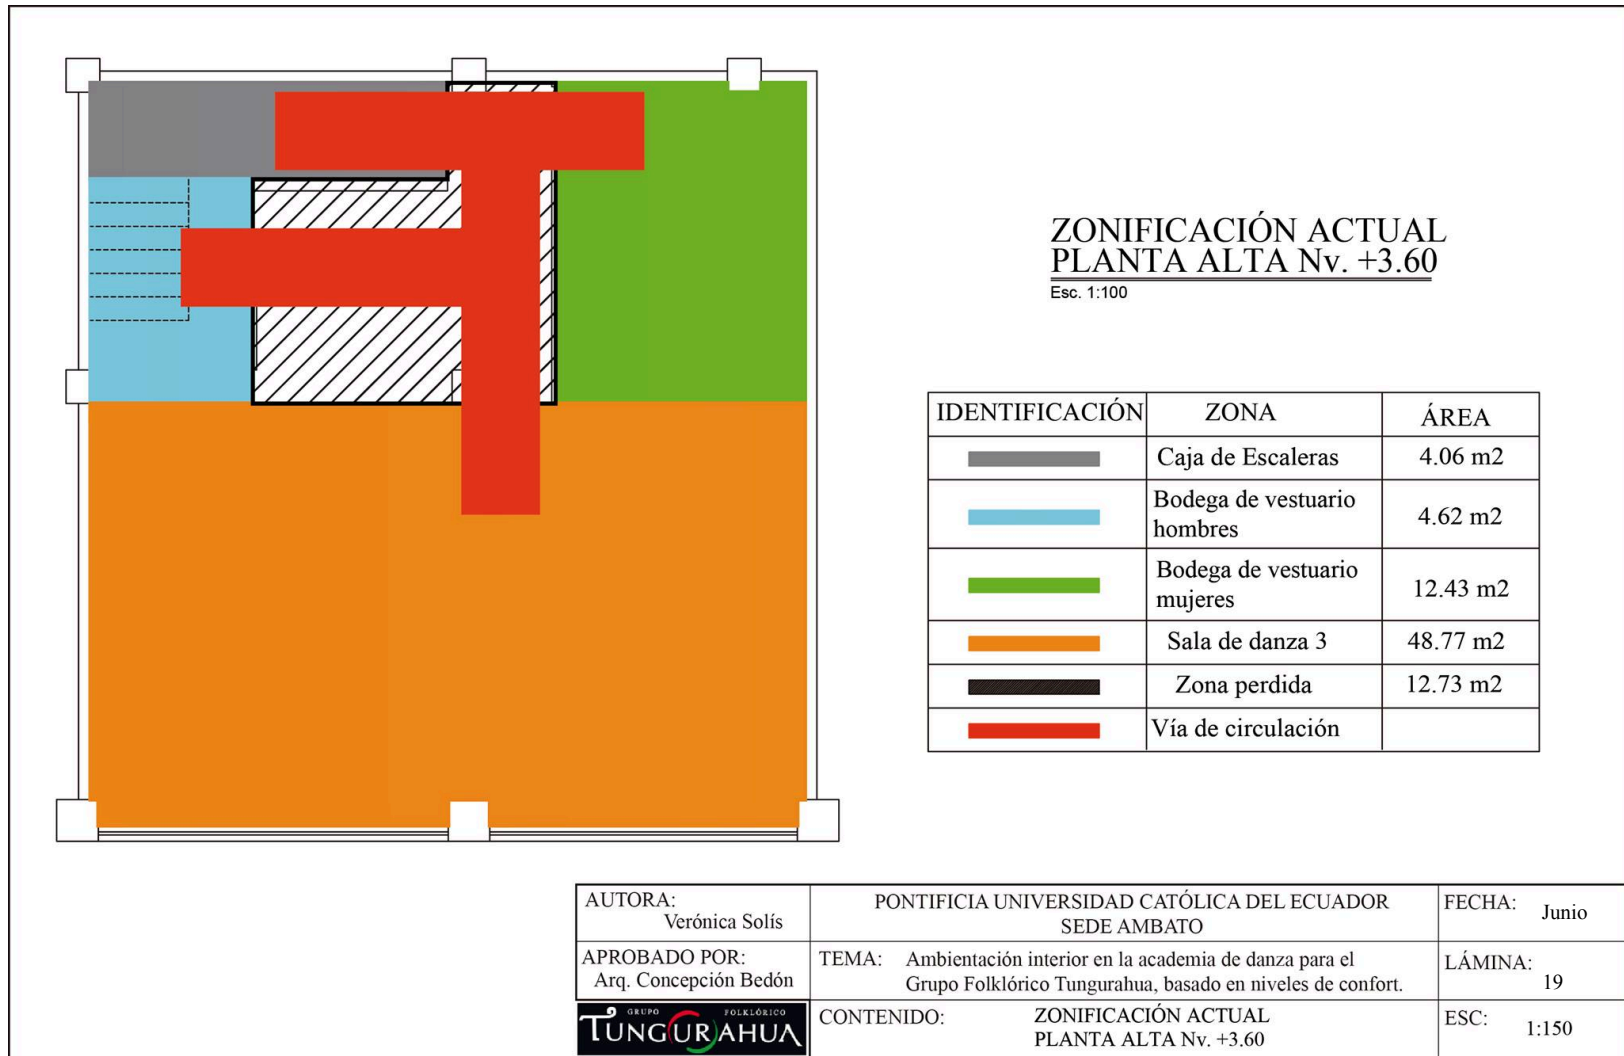 ZONIFICACIÓN ACTUAL
PLANTA ALTA Nv. +3.60
Esc. 1:100
IDENTIFICACIÓN ZONA ÁREA
Caja de Escaleras 4.06 m2
Bodega de vestuario
hombres 4.62 m2
Bodega de vestuario
mujeres 12.43 m2
Sala de danza 3 48.77 m2
Zona perdida 12.73 m2
Vía de circulación
AUTORA:
Verónica Solís
PONTIFICIA UNIVERSIDAD CATÓLICA DEL ECUADOR
SEDE AMBATO
FECHA: Junio
APROBADO POR:
Arq. Concepción Bedón
TEMA: Ambientación interior en la academia de danza para el
Grupo Folklórico Tungurahua, basado en niveles de confort.
LÁMINA:
19
GRUPO FOLKLÓRICO
TUNGURAHUA
CONTENIDO: ZONIFICACIÓN ACTUAL
PLANTA ALTA Nv. +3.60
ESC: 1:150